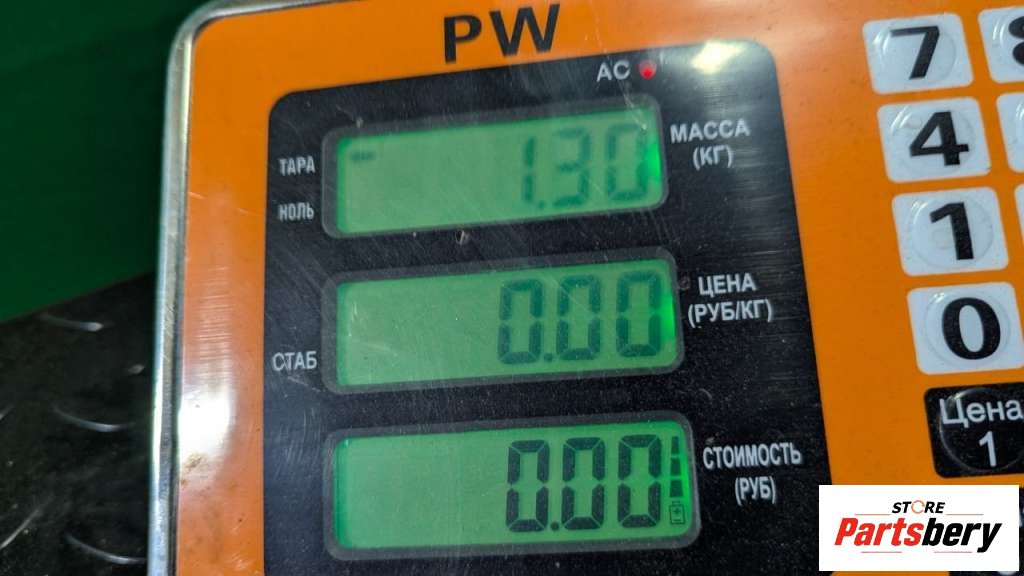 PW
7
AC
МАССА
(КГ)
ТАРА
1.30
4
НОЛЬ
1
ЦЕНА
(РУБ/КГ)
0.00
0
СТАБ
Цена
1
0.00
СТОИМОСТЬ
(РУБ)
STORE
Partsbery